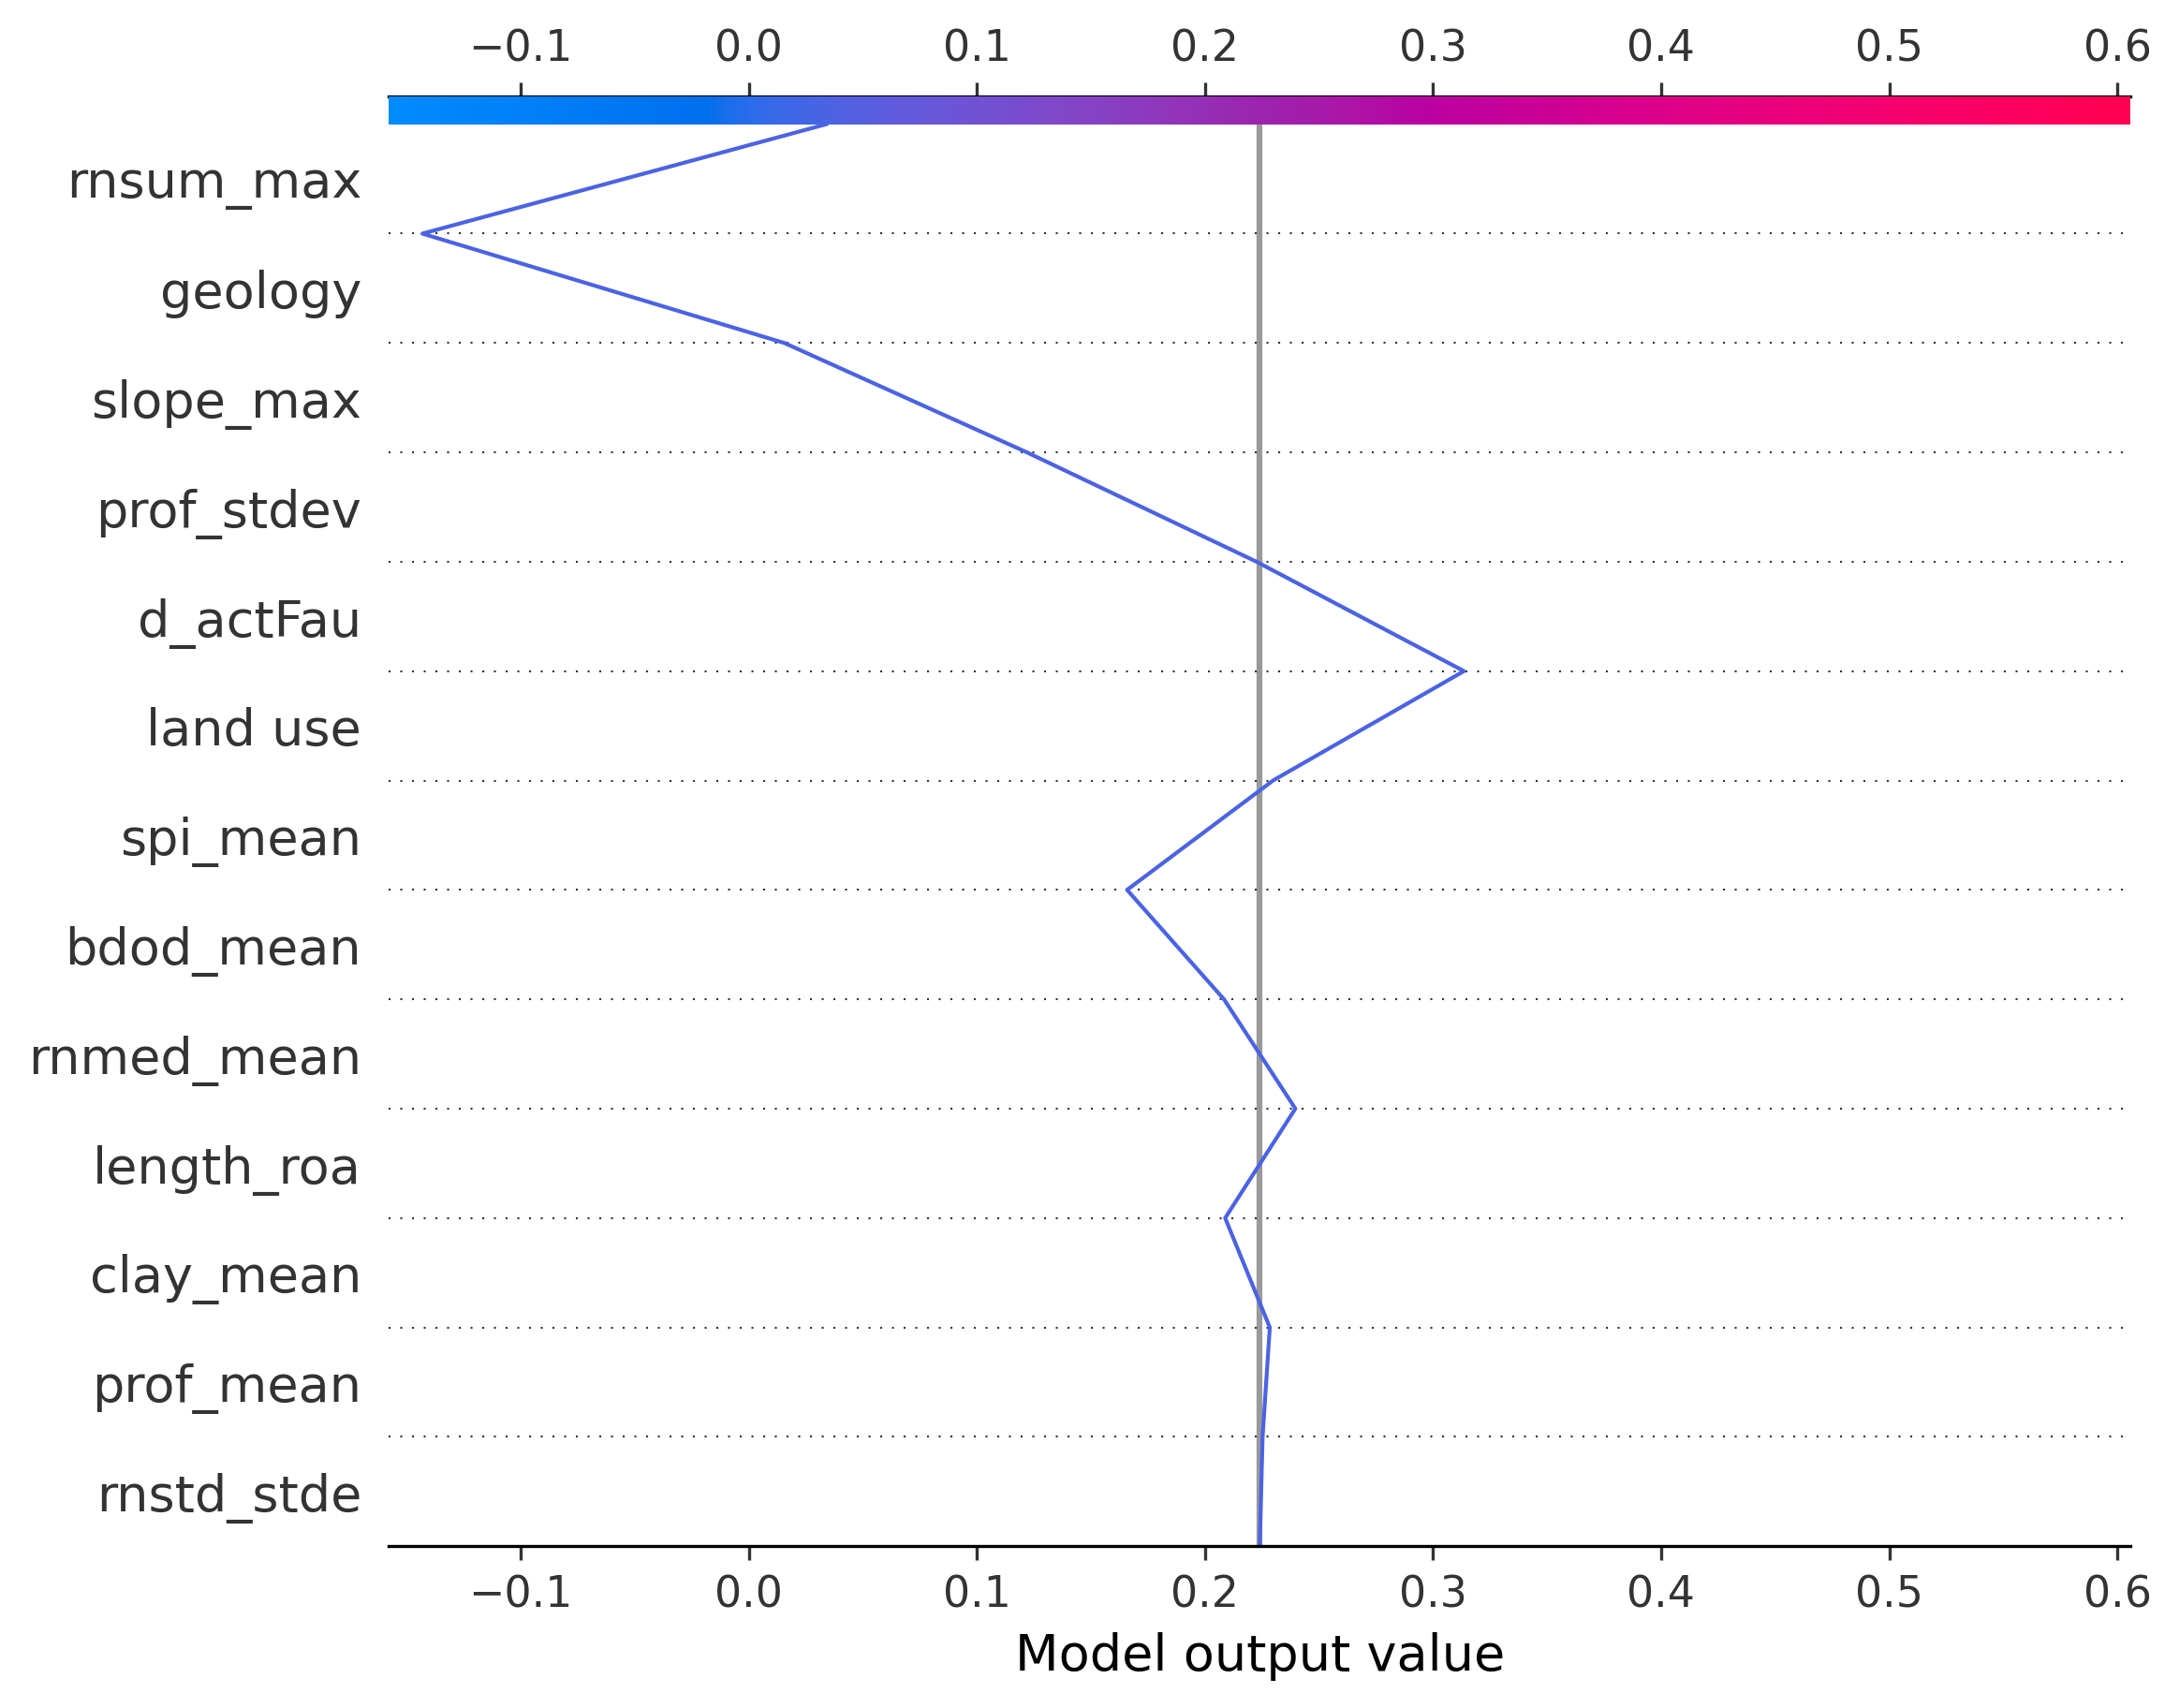 −0.1 0.0 0.1 0.2 0.3 0.4 0.5 0.6
rnsum_max
geology
slope_max
prof_stdev
d_actFau
land use
spi_mean
bdod_mean
rnmed_mean
length_roa
clay_mean
prof_mean
rnstd_stde
−0.1 0.0 0.1 0.2 0.3 0.4 0.5 0.6
Model output value